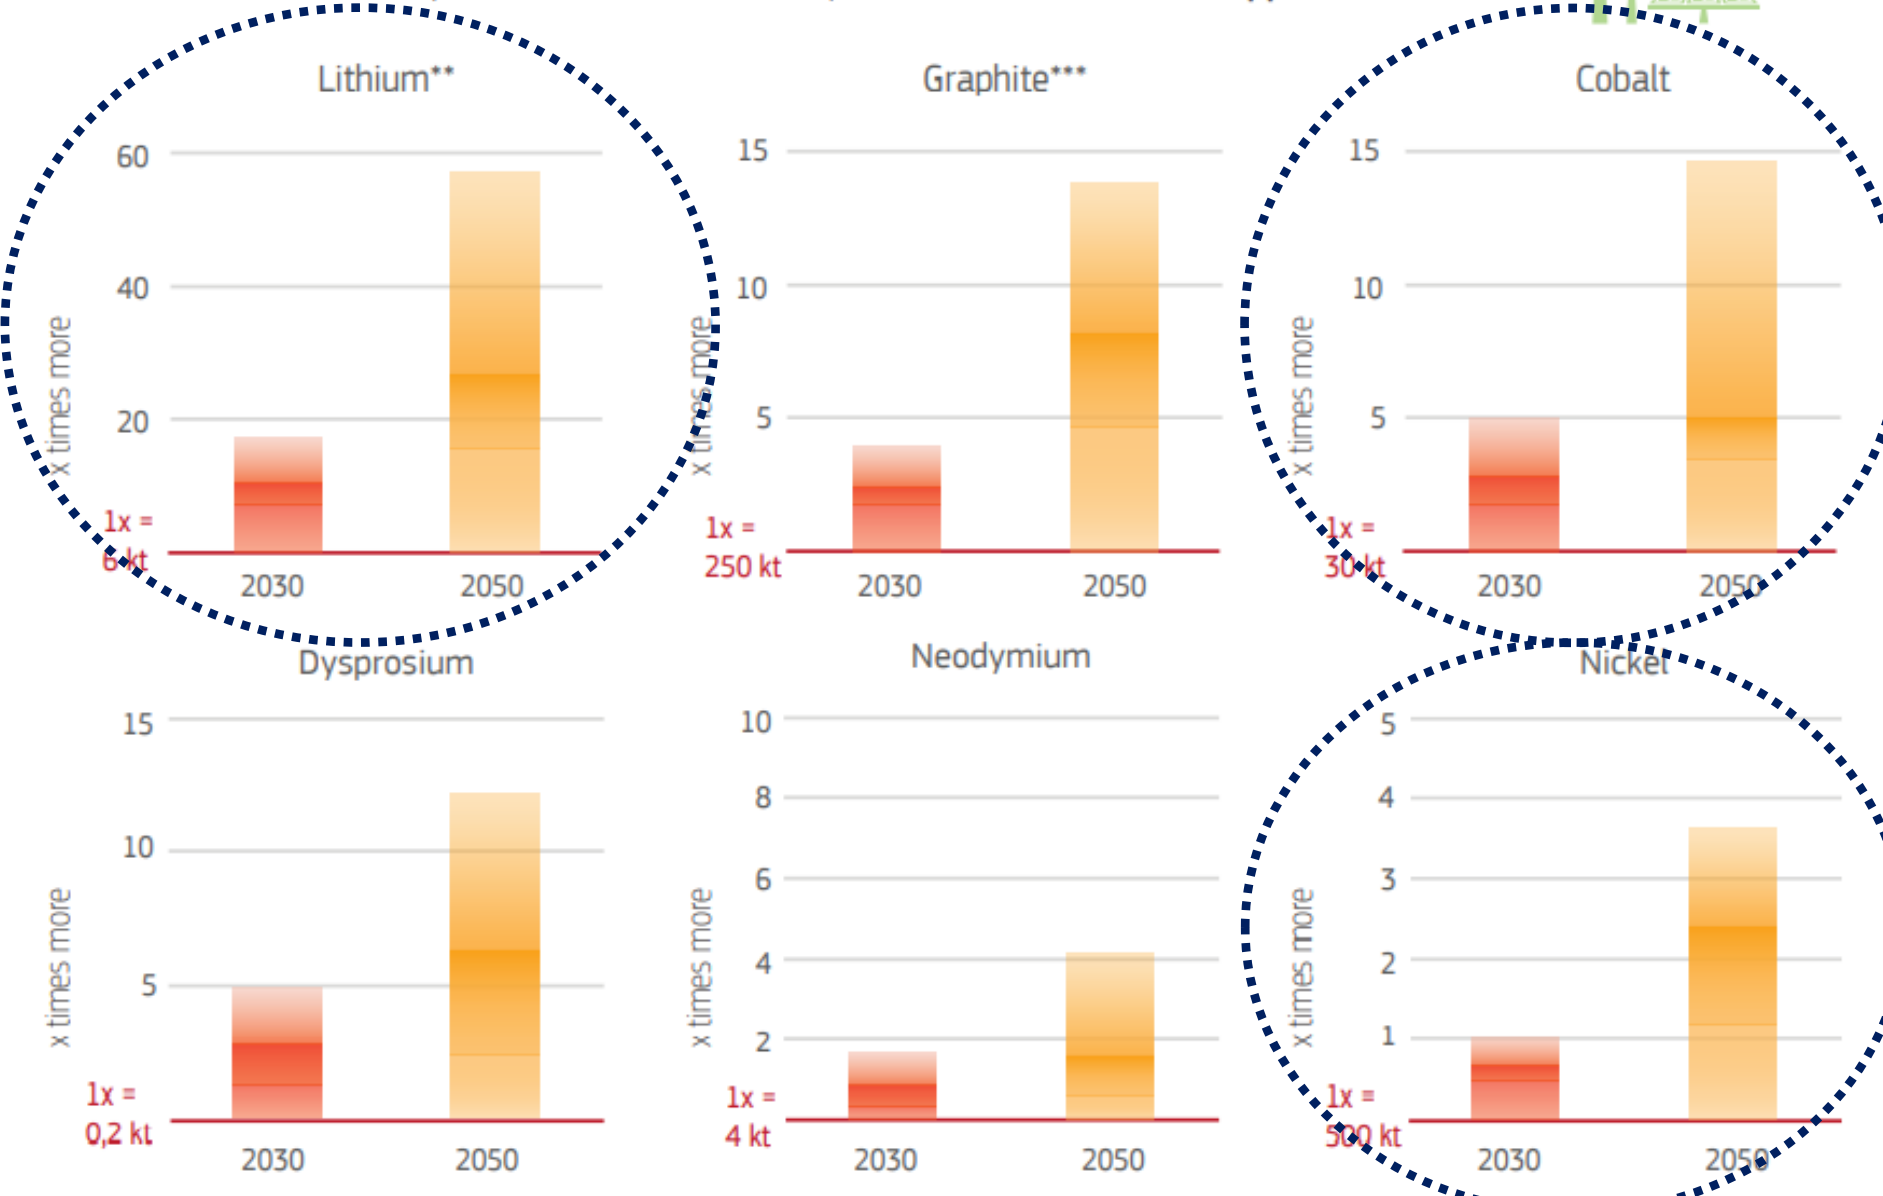 Lithium**
60
40
20
x times more
1x =
6 kt
2030 2050
Graphite***
15
10
5
x times more
1x =
250 kt
2030 2050
Cobalt
15
10
5
x times more
1x =
30 kt
2030 2050
Dysprosium
15
10
5
x times more
1x =
0,2 kt
2030 2050
Neodymium
10
8
6
4
2
x times more
1x =
4 kt
2030 2050
Nickel
5
4
3
2
1
x times more
1x =
500 kt
2030 2050